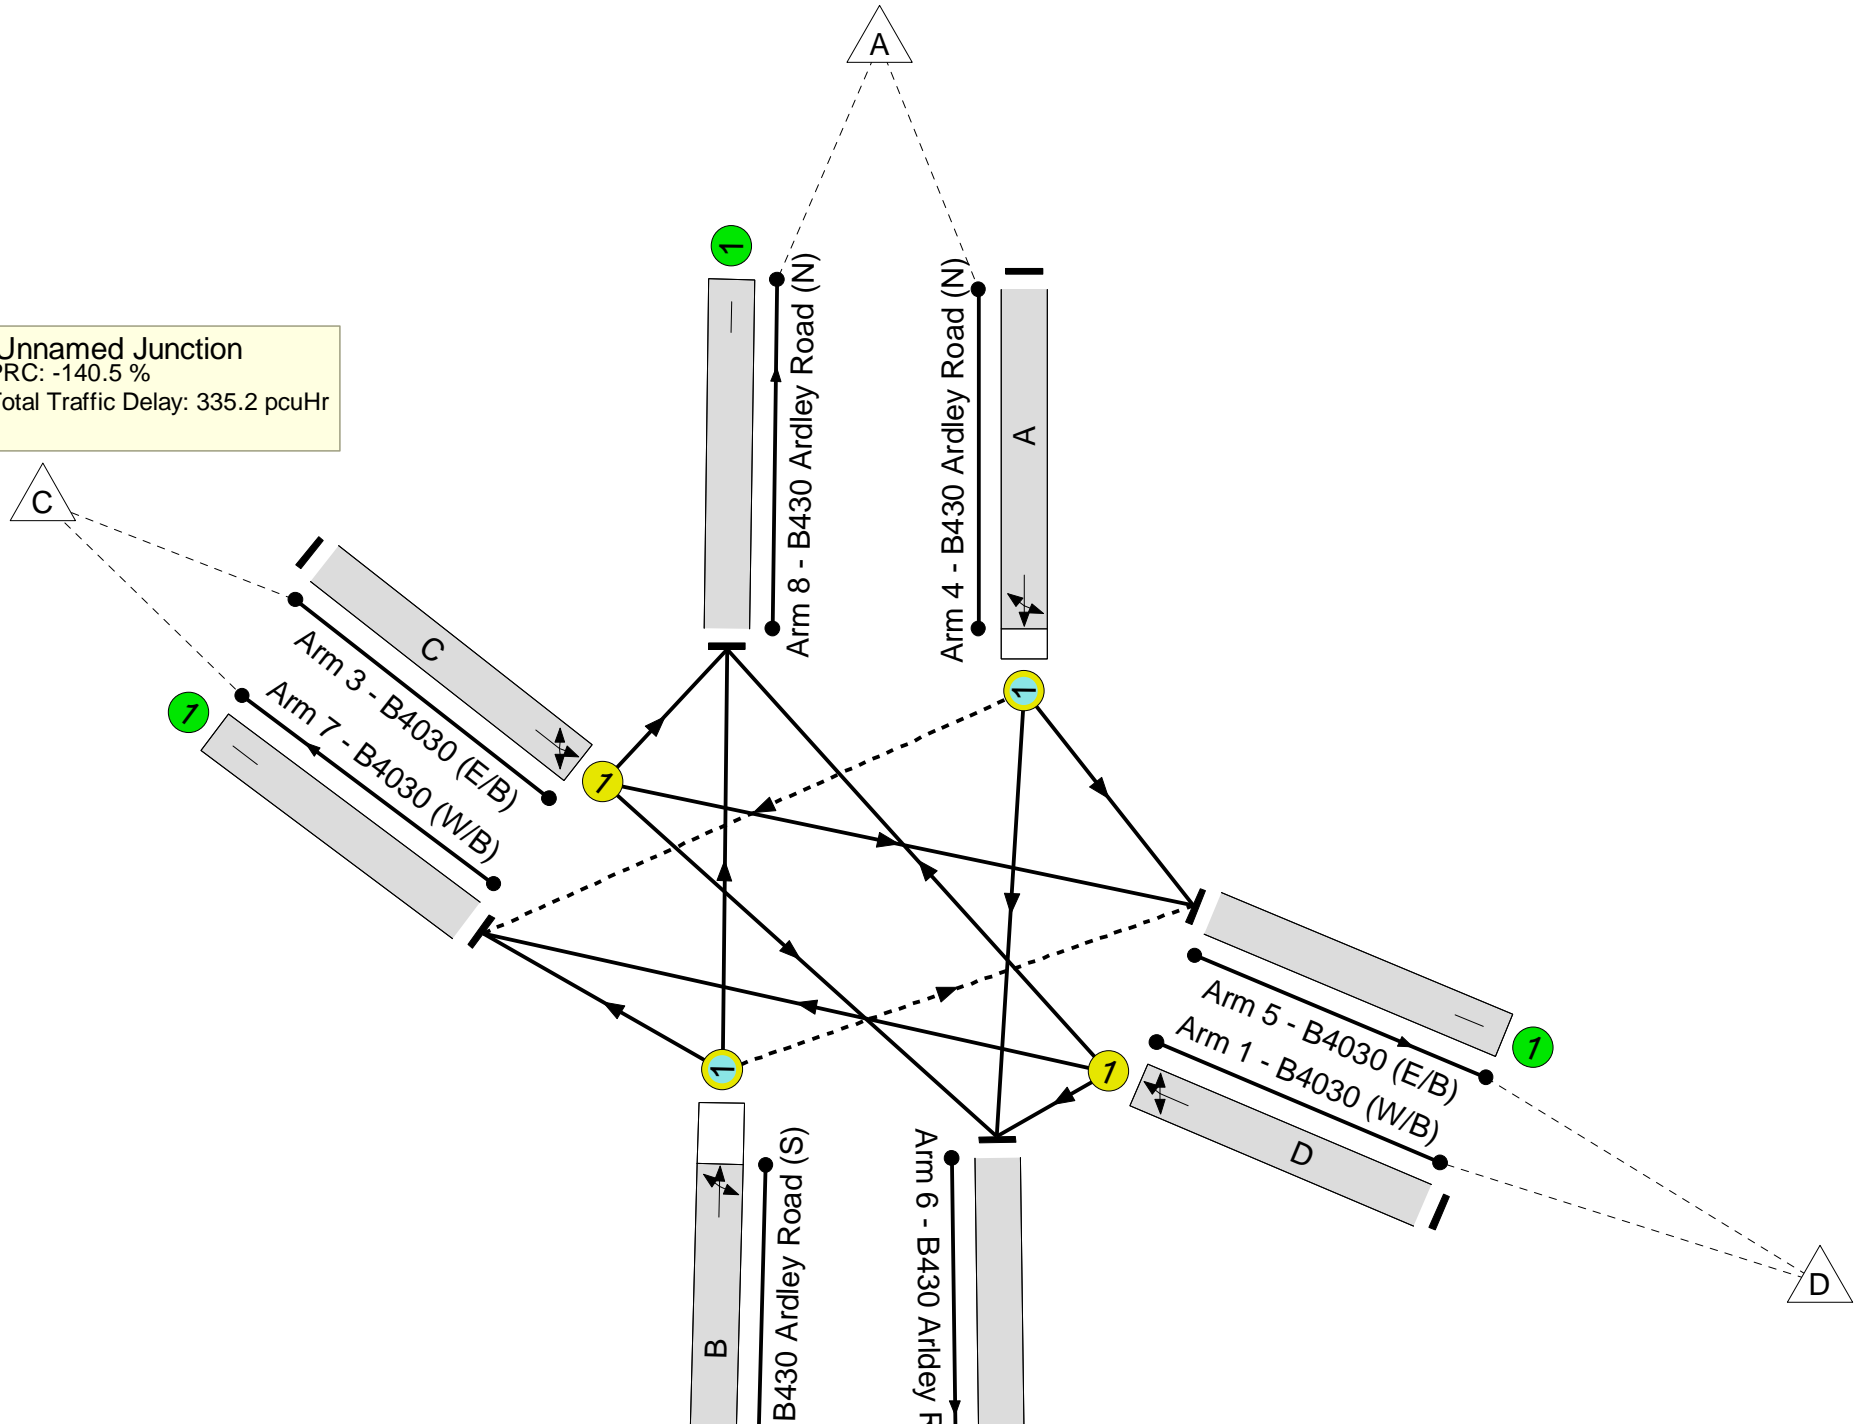 A
1
Arm 8 - B430 Ardley Road (N)
Arm 4 - B430 Ardley Road (N)
A
1
Unnamed Junction
PRC: -140.5 %
Total Traffic Delay: 335.2 pcuHr
C
C
Arm 3 - B4030 (E/B)
1
Arm 7 - B4030 (W/B)
1
1
B
B430 Ardley Road (S)
Arm 6 - B430 Arldey R
1
Arm 5 - B4030 (E/B)
1
Arm 1 - B4030 (W/B)
D
D